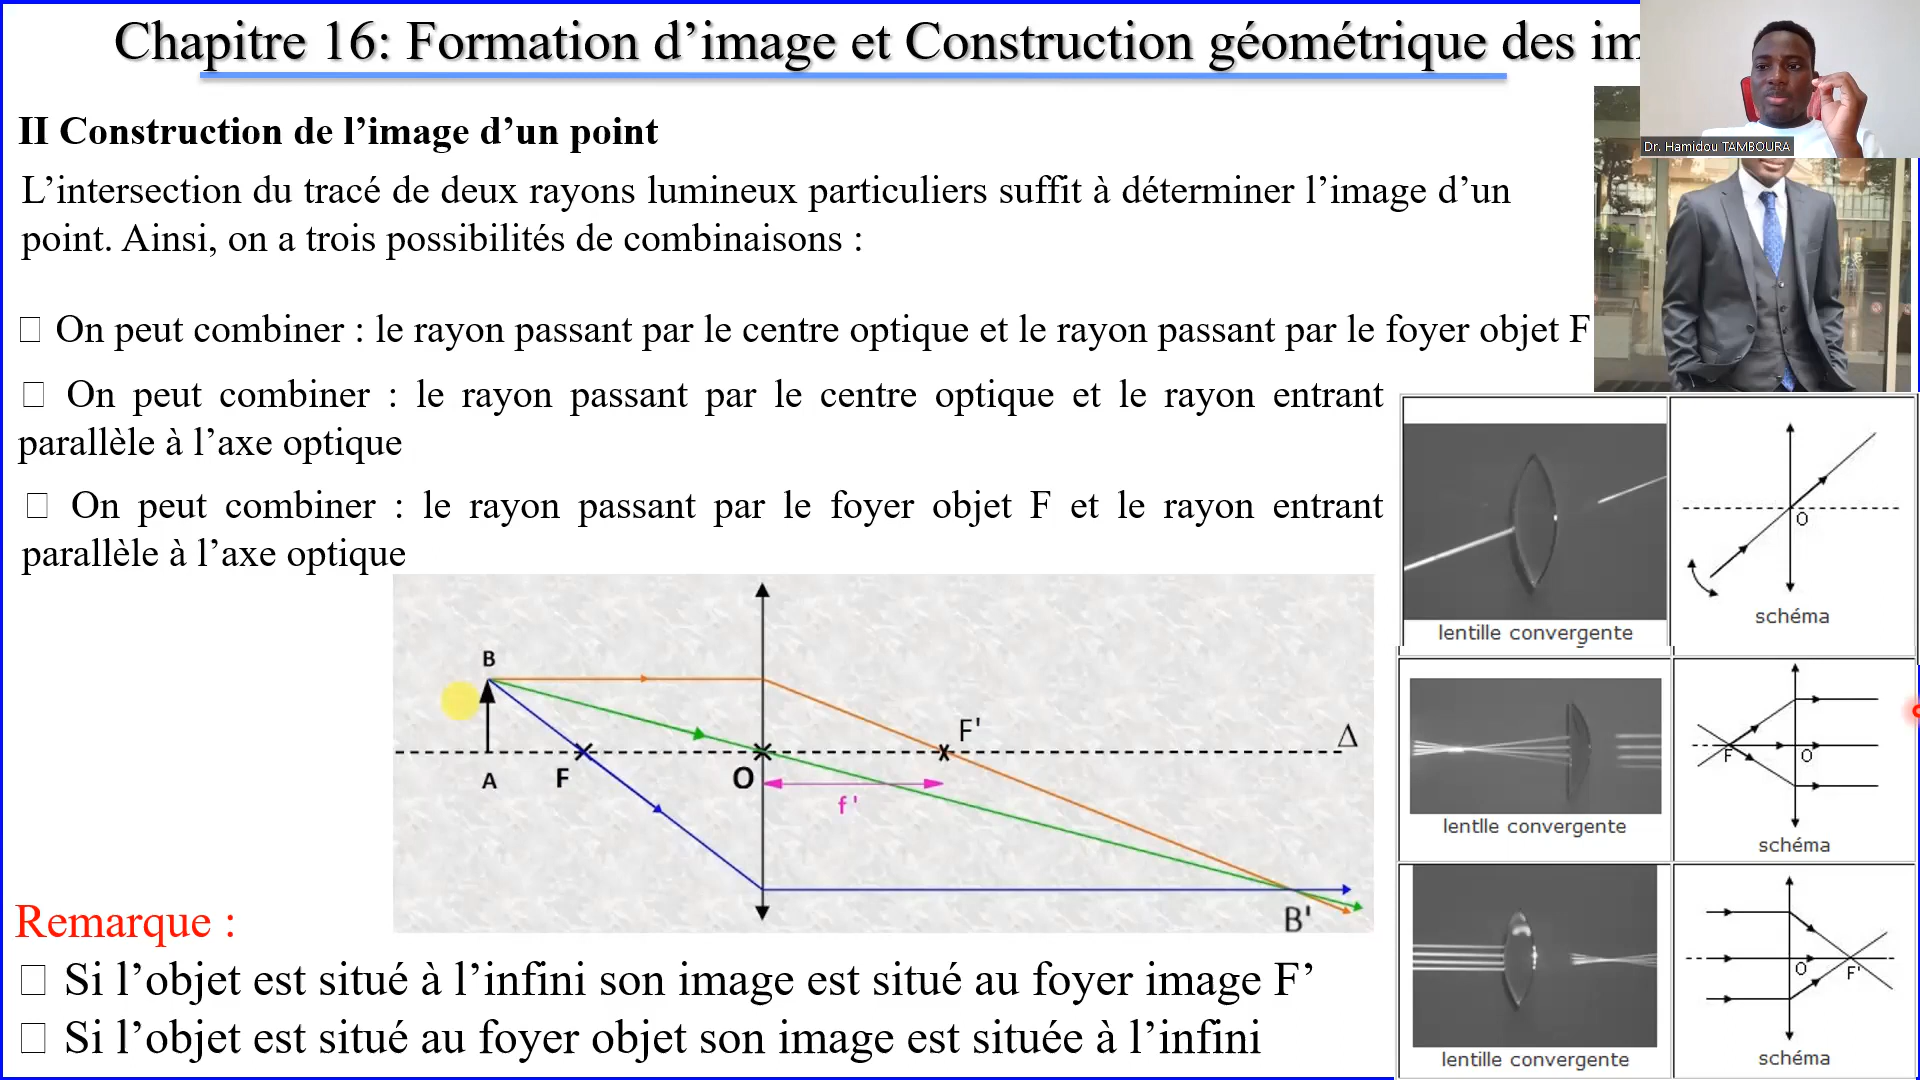 Chapitre 16: Formation d’image et Construction géométrique des im
Dr. Hamidou TAMBOURA
II Construction de l’image d’un point
L’intersection du tracé de deux rayons lumineux particuliers suffit à déterminer l’image d’un
point. Ainsi, on a trois possibilités de combinaisons :
□ On peut combiner : le rayon passant par le centre optique et le rayon passant par le foyer objet F
□ On peut combiner : le rayon passant par le centre optique et le rayon entrant
parallèle à l’axe optique
□ On peut combiner : le rayon passant par le foyer objet F et le rayon entrant
parallèle à l’axe optique
B
F'
Δ
A
F
O
f'
B'
O
lentille convergente
schéma
F
O
lentlle convergente
schéma
O
F'
lentille convergente
schéma
Remarque :
□ Si l’objet est situé à l’infini son image est situé au foyer image F’
□ Si l’objet est situé au foyer objet son image est située à l’infini